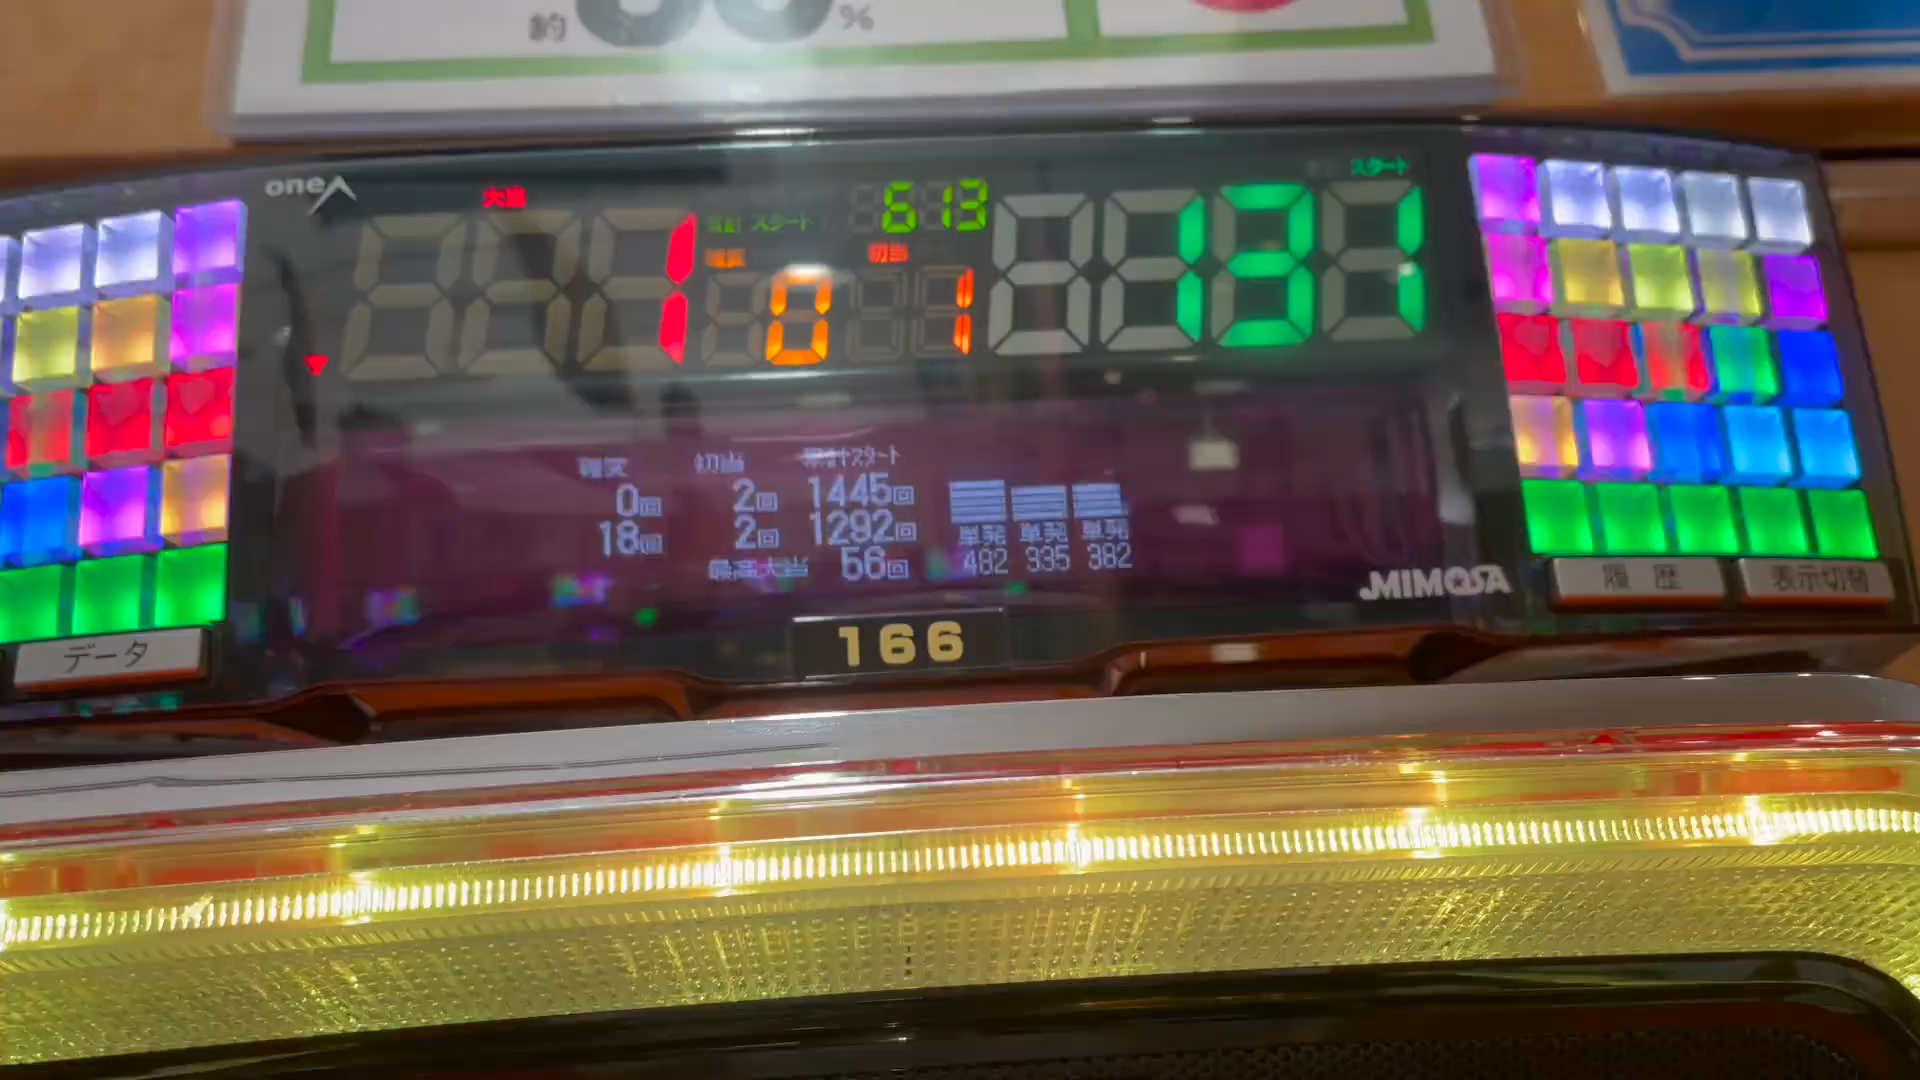 約 %
oneA
大当
累計 スタート 613
スタート
確変 初当
1 0 1 131
確変 初当 累計スタート
0回 2回 1445回
18回 2回 1292回
最高大当 56回
単発 単発 単発
482 335 382
MIMOSA
166
データ
履歴
表示切替